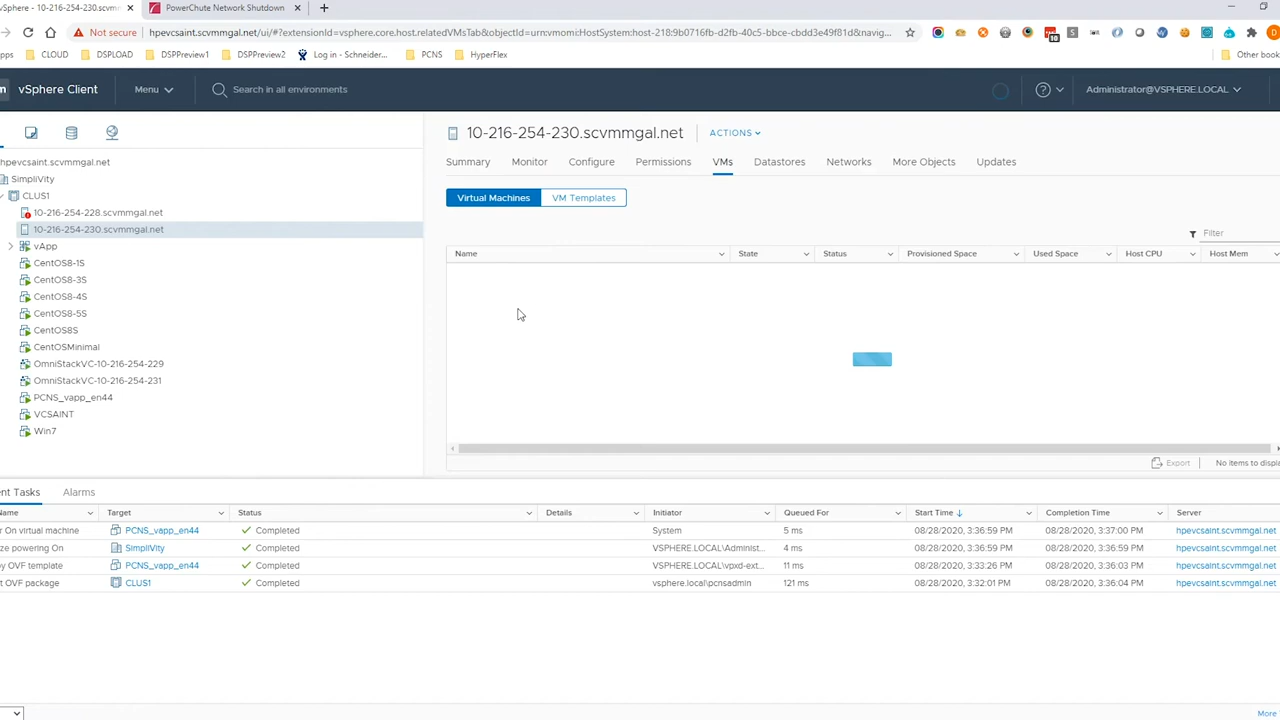 vSphere - 10-216-254-230.scvmm
PowerChute Network Shutdown
Not secure
hpevcsaint.scvmmgal.net/ui/#?extensionId=vsphere.core.host.relatedVMsTab&objectId=urn:vmomi:HostSystem:host-218:9b0716fb-d2fb-40c5-bbce-cbdd3e49f81d&navig...
10
pps
CLOUD
DSPLOAD
DSPPreview1
DSPPreview2
Log in - Schneider...
PCNS
HyperFlex
Other book
m
vSphere Client
Menu
Search in all environments
Administrator@VSPHERE.LOCAL
10-216-254-230.scvmmgal.net
ACTIONS
hpevcsaint.scvmmgal.net
SimpliVity
CLUS1
10-216-254-228.scvmmgal.net
10-216-254-230.scvmmgal.net
vApp
CentOS8-1S
CentOS8-3S
CentOS8-4S
CentOS8-5S
CentOS8S
CentOSMinimal
OmniStackVC-10-216-254-229
OmniStackVC-10-216-254-231
PCNS_vapp_en44
VCSAINT
Win7
Summary
Monitor
Configure
Permissions
VMs
Datastores
Networks
More Objects
Updates
Virtual Machines
VM Templates
Filter
Name
State
Status
Provisioned Space
Used Space
Host CPU
Host Mem
Export
No items to displa
ent Tasks
Alarms
Name
Target
Status
Details
Initiator
Queued For
Start Time
Completion Time
Server
er On virtual machine
PCNS_vapp_en44
Completed
System
5 ms
08/28/2020, 3:36:59 PM
08/28/2020, 3:37:00 PM
hpevcsaint.scvmmgal.net
ze powering On
SimpliVity
Completed
VSPHERE.LOCAL\Administ...
4 ms
08/28/2020, 3:36:59 PM
08/28/2020, 3:36:59 PM
hpevcsaint.scvmmgal.net
oy OVF template
PCNS_vapp_en44
Completed
VSPHERE.LOCAL\vpxd-ext...
11 ms
08/28/2020, 3:33:26 PM
08/28/2020, 3:36:03 PM
hpevcsaint.scvmmgal.net
t OVF package
CLUS1
Completed
vsphere.local\pcnsadmin
121 ms
08/28/2020, 3:32:01 PM
08/28/2020, 3:36:04 PM
hpevcsaint.scvmmgal.net
More